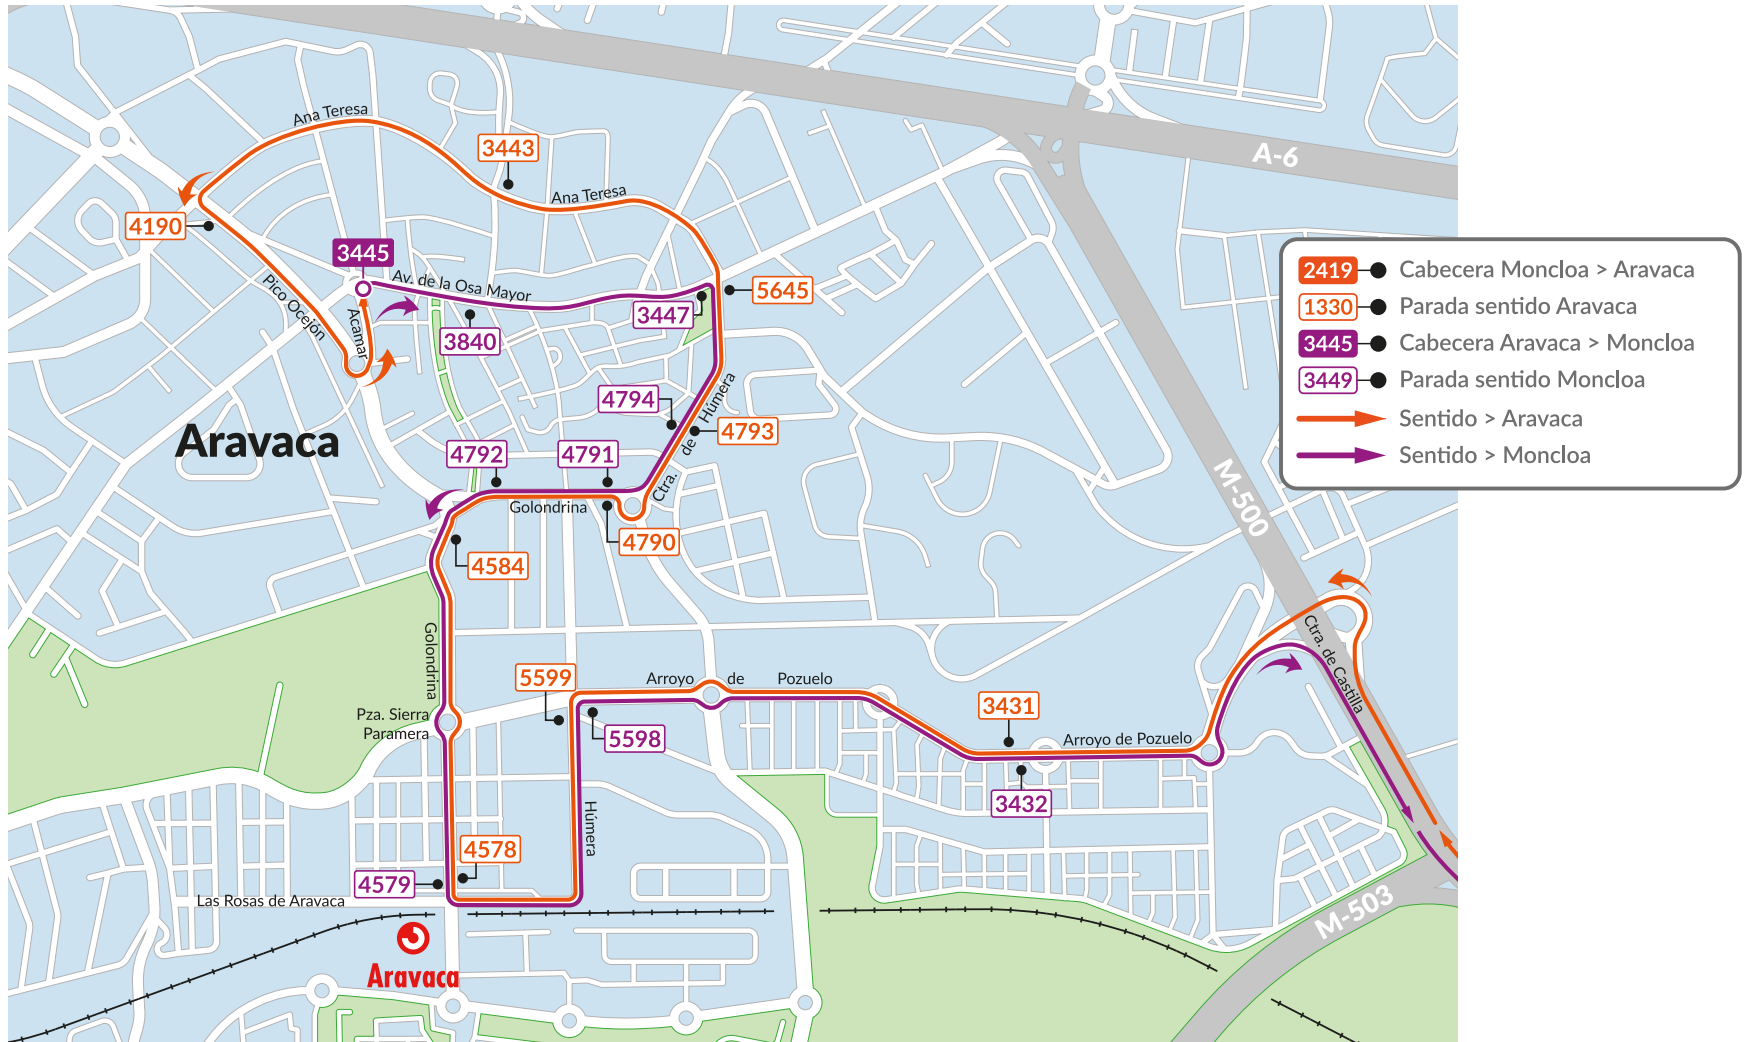 Ana Teresa
3443
A-6
Ana Teresa
4190
3445
Av. de la Osa Mayor
5645
Pico Ocejón
Acamar
3447
3840
2419 Cabecera Moncloa > Aravaca
1330 Parada sentido Aravaca
3445 Cabecera Aravaca > Moncloa
3449 Parada sentido Moncloa
Sentido > Aravaca
Sentido > Moncloa
4794
4793
Ctra. de Húmera
Aravaca
4792
4791
M-500
Golondrina
4790
4584
Golondrina
5599
Arroyo de Pozuelo
Ctra. de Castilla
Pza. Sierra
Paramera
5598
3431
Arroyo de Pozuelo
3432
Húmera
4578
4579
Las Rosas de Aravaca
M-503
Aravaca